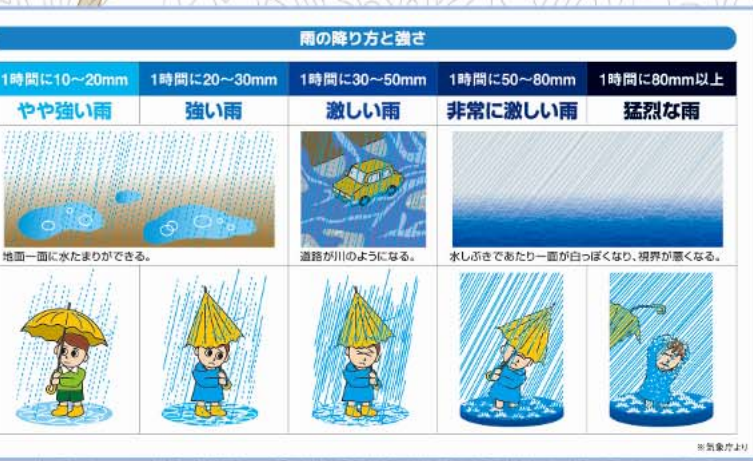 雨の降り方と強さ
1時間に10〜20mm
1時間に20〜30mm
1時間に30〜50mm
1時間に50〜80mm
1時間に80mm以上
やや強い雨
強い雨
激しい雨
非常に激しい雨
猛烈な雨
地面一面に水たまりができる。
道路が川のようになる。
水しぶきであたり一面が白っぽくなり、視界が悪くなる。
※気象庁より